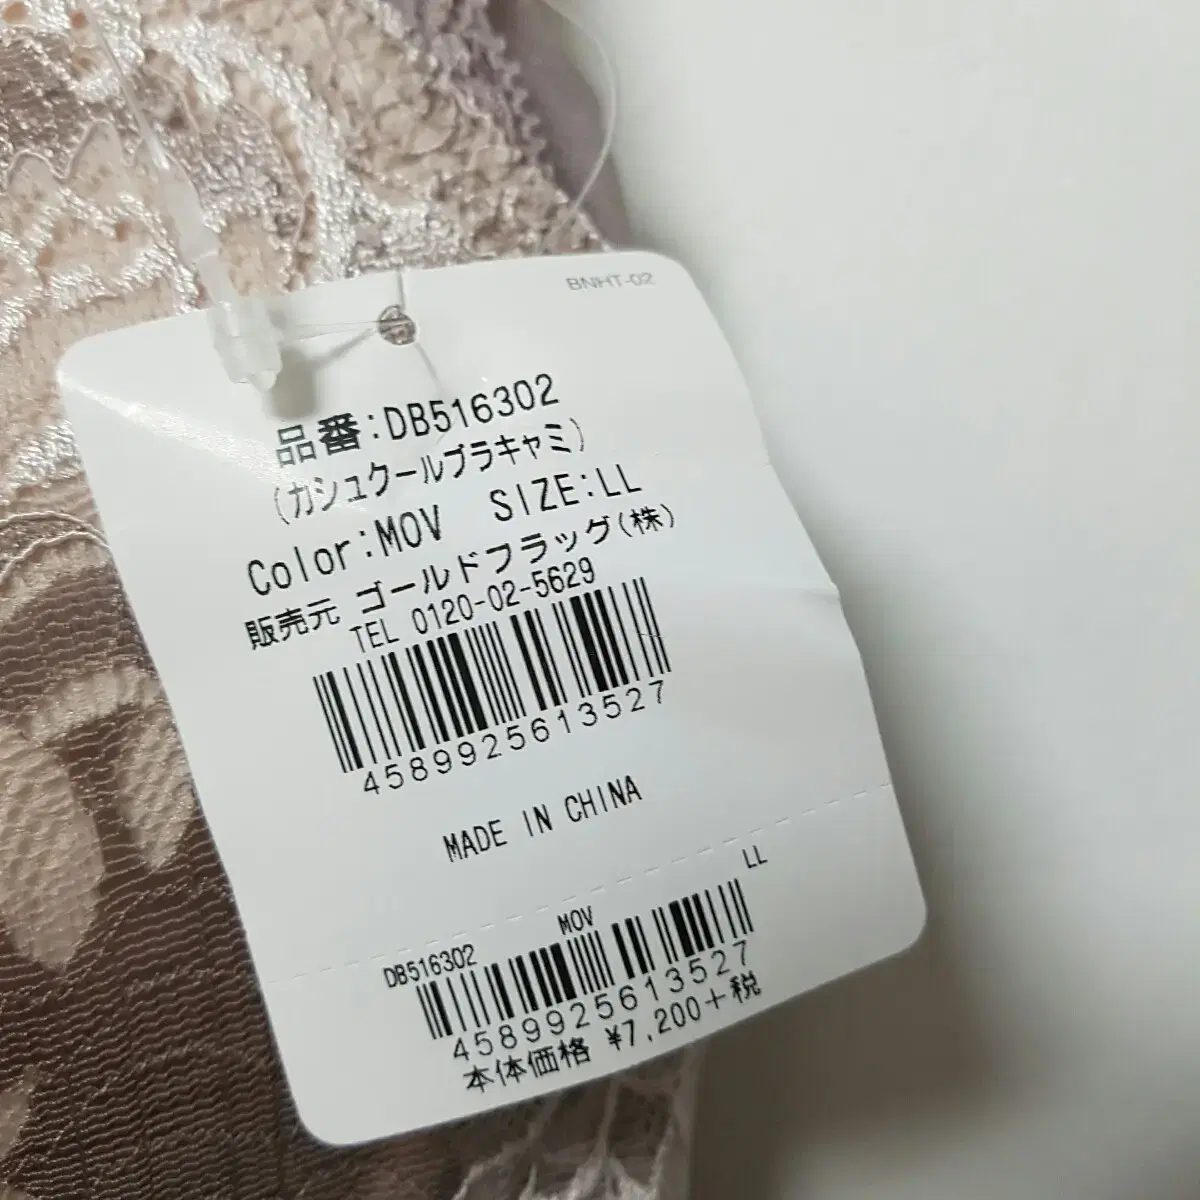 BNHT-02
品番:DB516302
(カシュクールブラキャミ)
Color:MOV SIZE:LL
販売元 ゴールドフラッグ(株)
TEL 0120-02-5629
4589925613527
MADE IN CHINA
DB516302 MOV LL
4589925613527
本体価格 ¥7,200+税